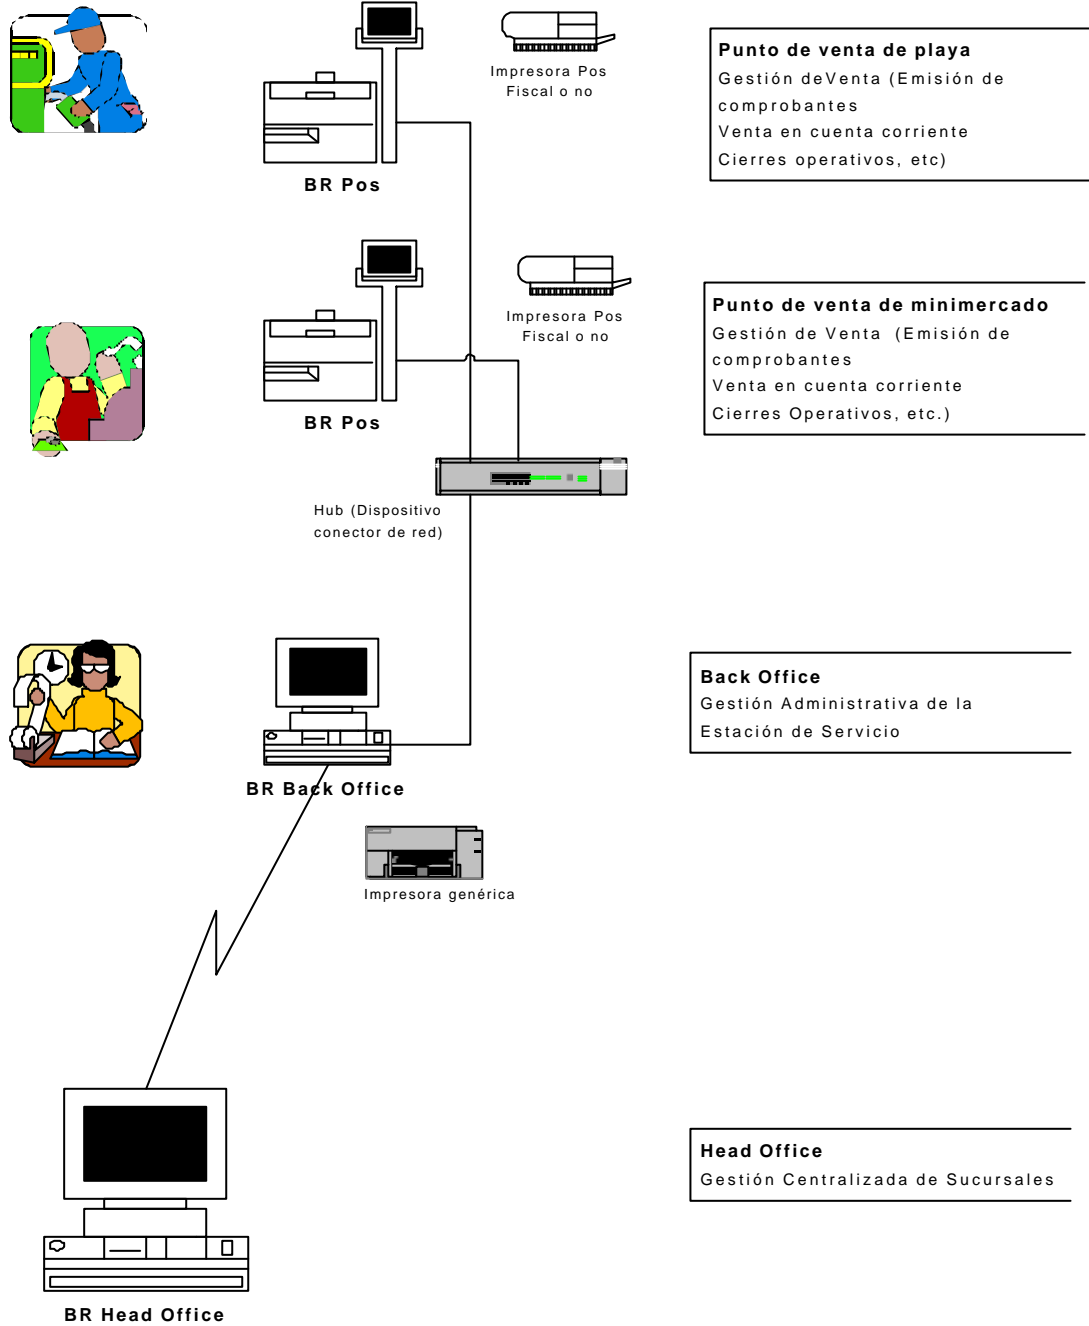 Impresora Pos
Fiscal o no
BR Pos
Punto de venta de playa
Gestión deVenta (Emisión de
comprobantes
Venta en cuenta corriente
Cierres operativos, etc)
Impresora Pos
Fiscal o no
BR Pos
Punto de venta de minimercado
Gestión de Venta (Emisión de
comprobantes
Venta en cuenta corriente
Cierres Operativos, etc.)
Hub (Dispositivo
conector de red)
BR Back Office
Back Office
Gestión Administrativa de la
Estación de Servicio
Impresora genérica
Head Office
Gestión Centralizada de Sucursales
BR Head Office